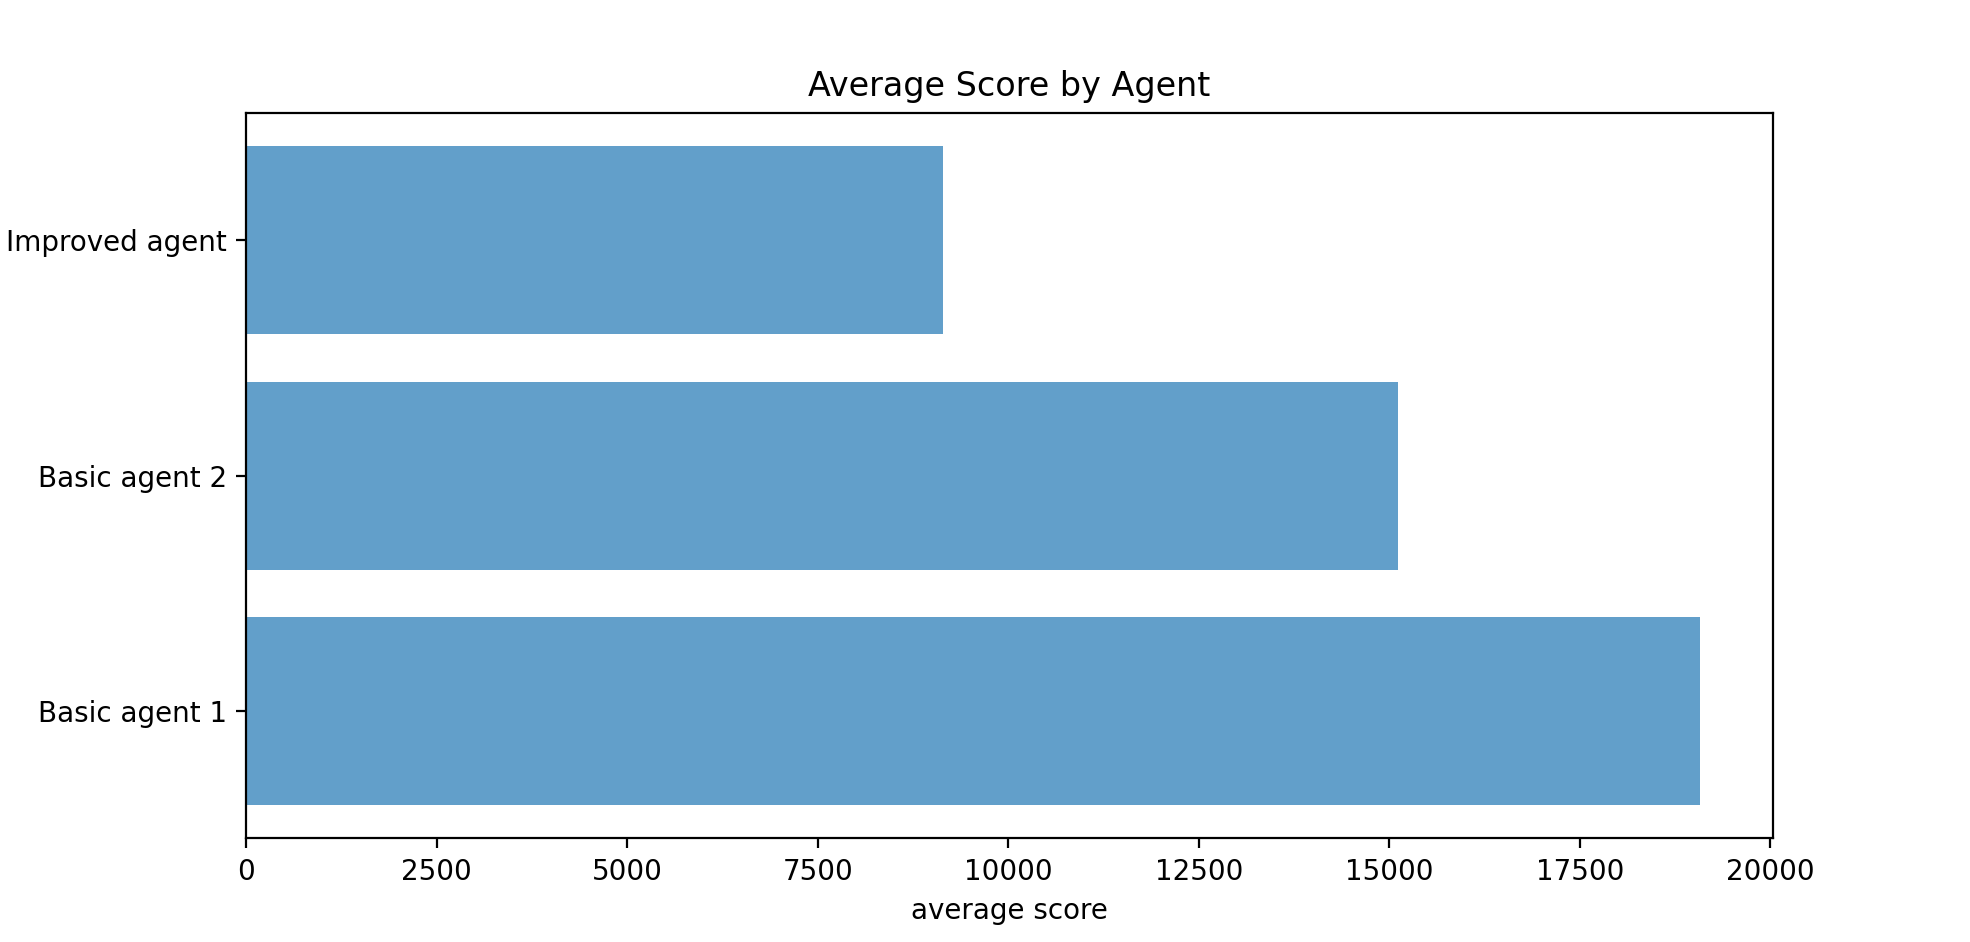 Average Score by Agent
Improved agent
Basic agent 2
Basic agent 1
0 2500 5000 7500 10000 12500 15000 17500 20000
average score